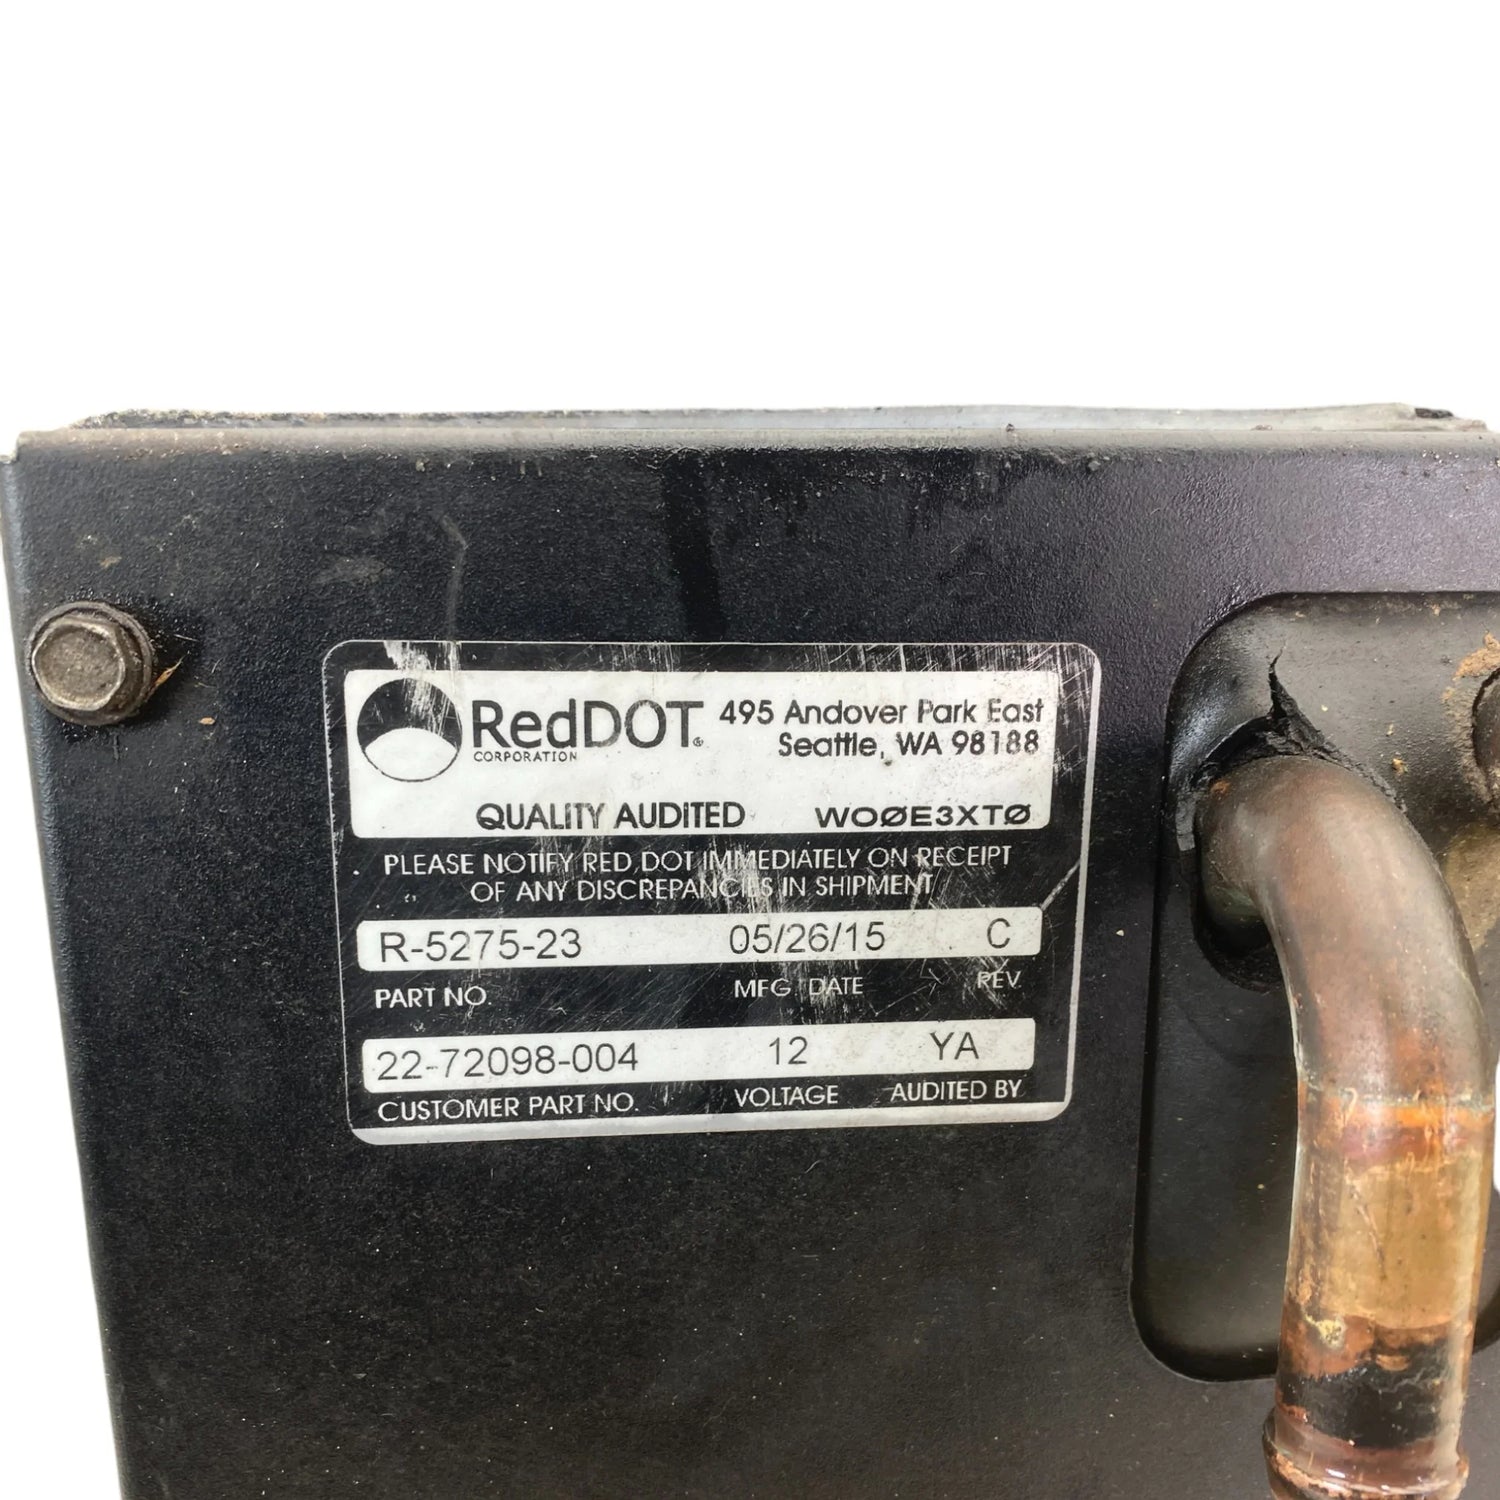 RedDOT® 495 Andover Park East
CORPORATION Seattle, WA 98188
QUALITY AUDITED WOØE3XTØ
PLEASE NOTIFY RED DOT IMMEDIATELY ON RECEIPT
OF ANY DISCREPANCIES IN SHIPMENT
R-5275-23 05/26/15 C
PART NO. MFG DATE REV
22-72098-004 12 YA
CUSTOMER PART NO. VOLTAGE AUDITED BY